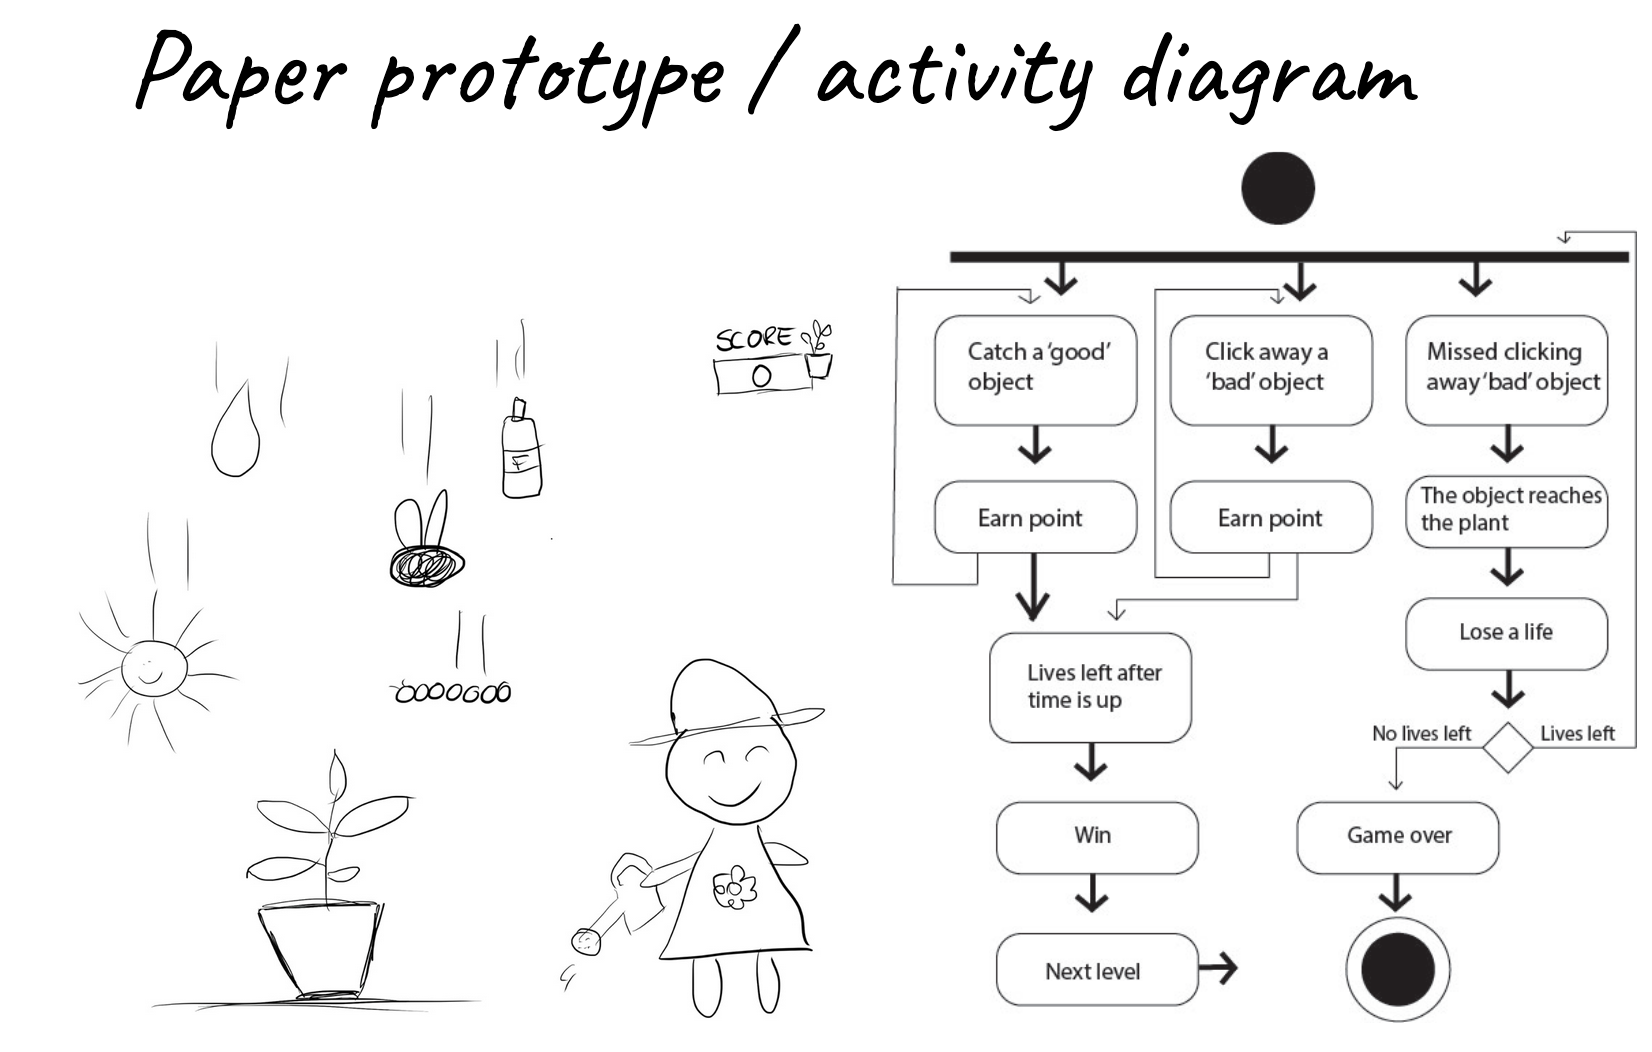 Paper prototype / activity diagram
SCORE
0
F
Catch a 'good'
object
Click away a
'bad' object
Missed clicking
away 'bad' object
Earn point
Earn point
The object reaches
the plant
Lose a life
Lives left after
time is up
No lives left
Lives left
Win
Game over
Next level